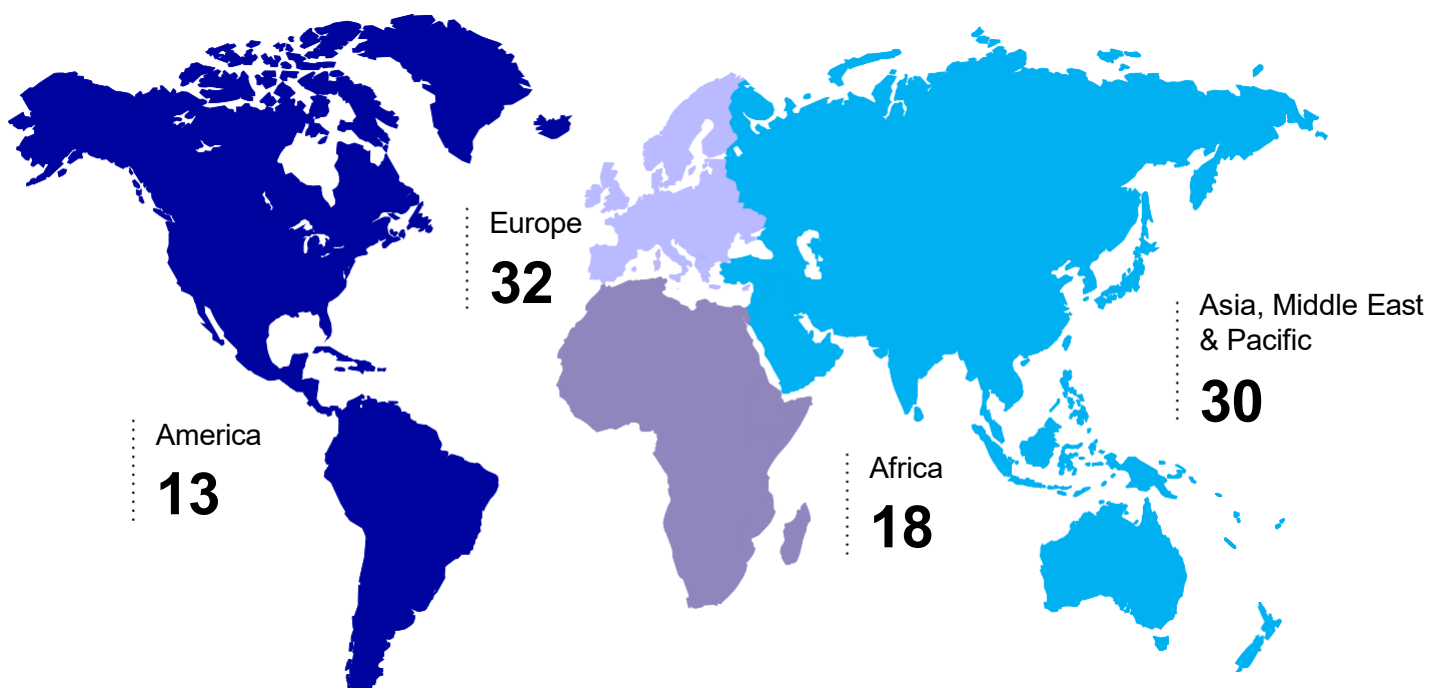 Europe
32
Asia, Middle East
& Pacific
30
America
13
Africa
18